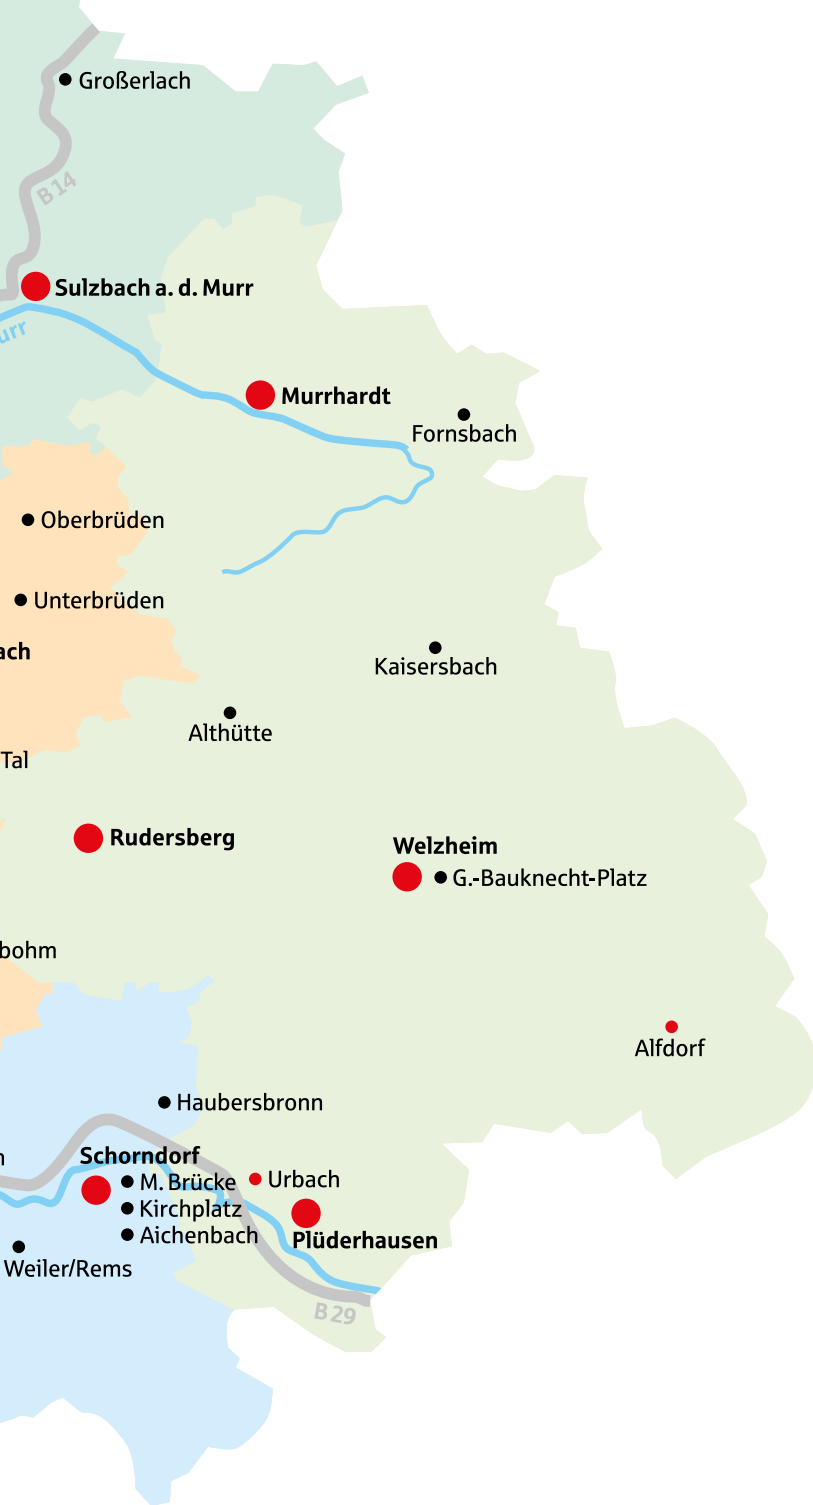 Großerlach
B 14
Sulzbach a. d. Murr
urr
Murrhardt
Fornsbach
Oberbrüden
Unterbrüden
ach
Kaisersbach
Althütte
Tal
Rudersberg
Welzheim
G.-Bauknecht-Platz
bohm
Alfdorf
Haubersbronn
n
Schorndorf
M. Brücke
Urbach
Kirchplatz
Aichenbach
Plüderhausen
Weiler/Rems
B 29